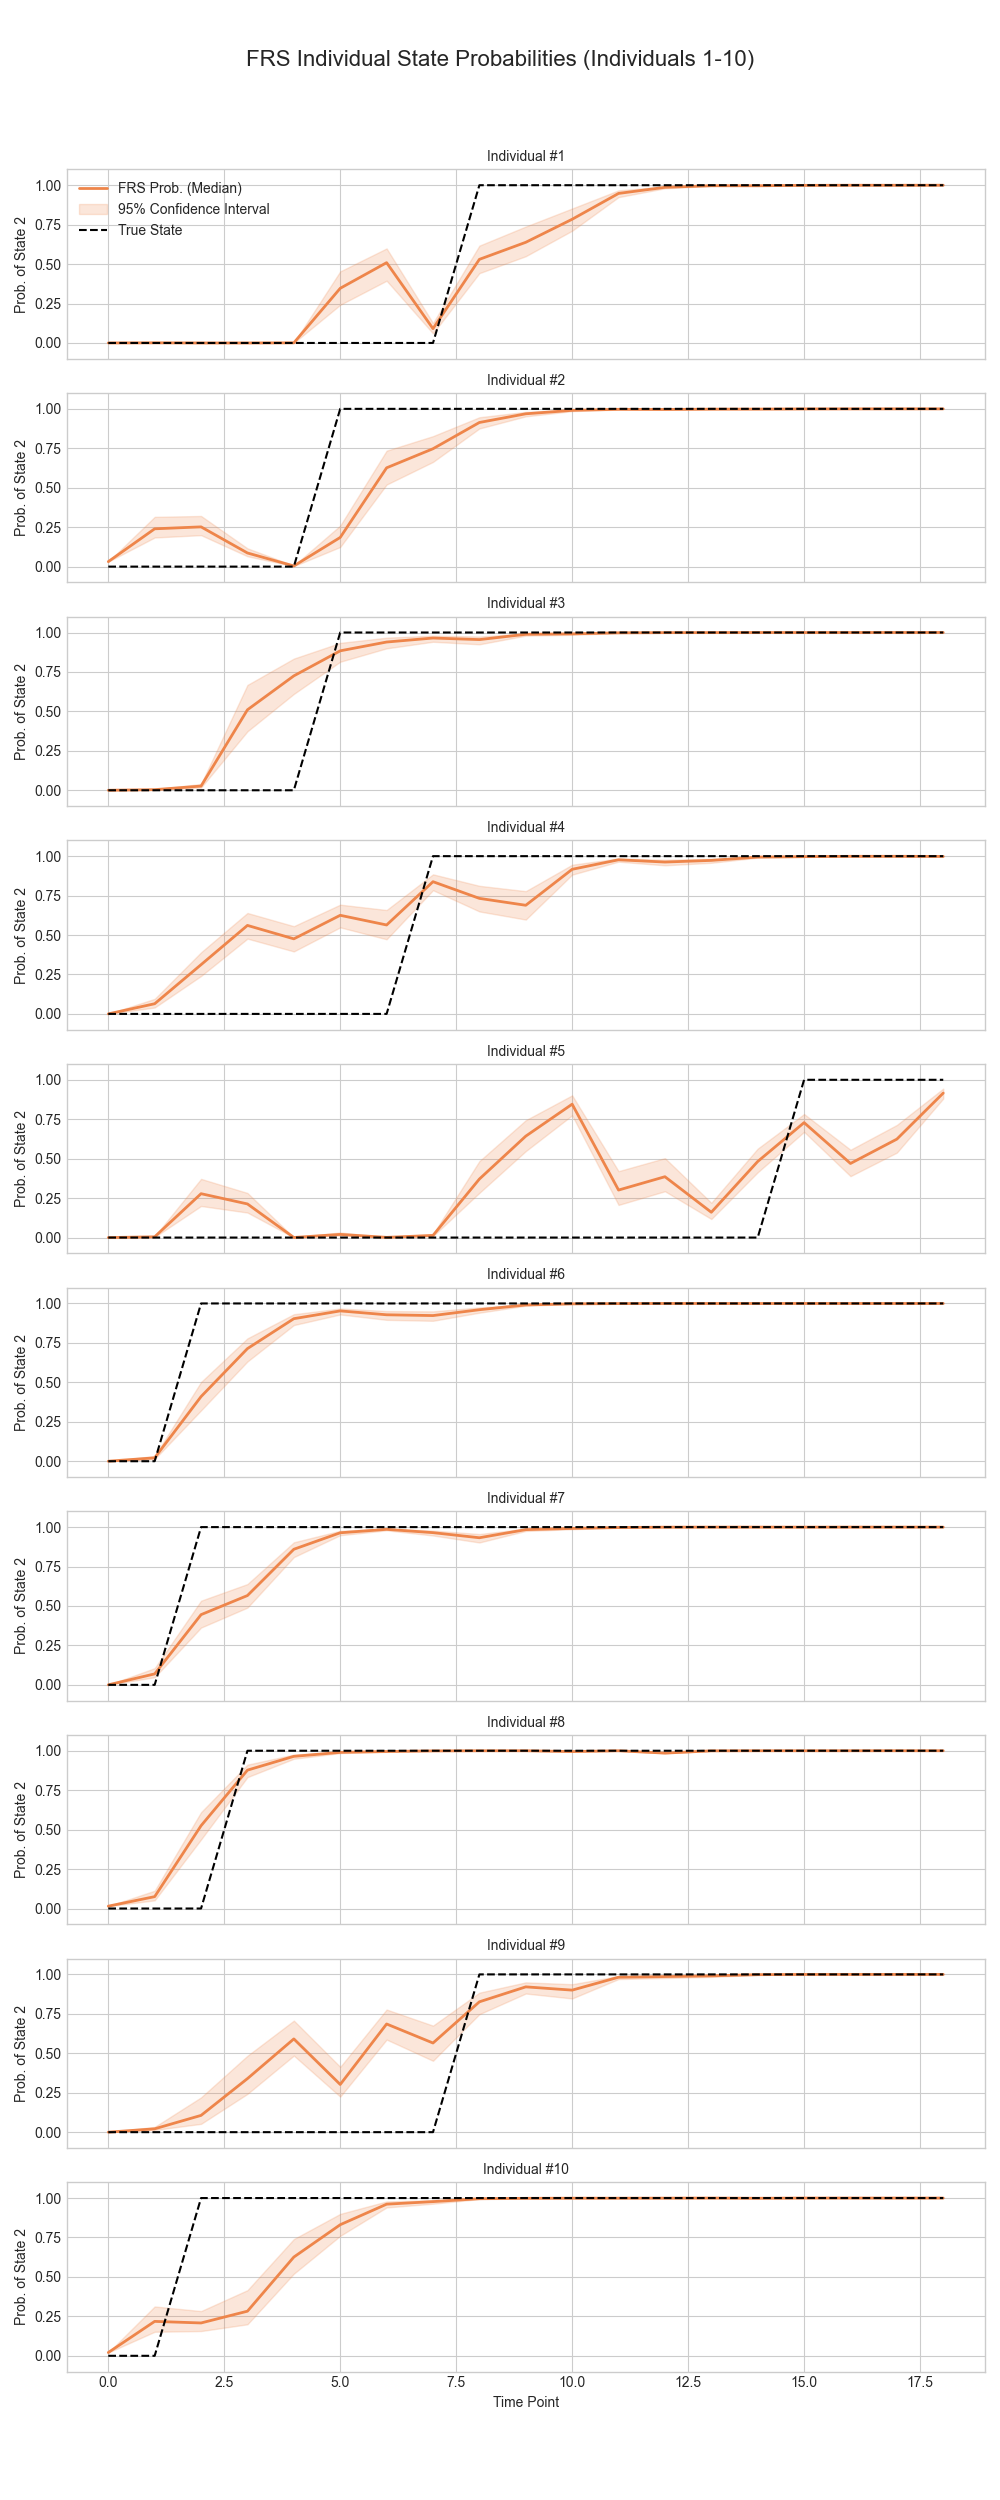 FRS Individual State Probabilities (Individuals 1-10)
Individual #1
1.00
0.75
0.50
0.25
0.00
Prob. of State 2
FRS Prob. (Median)
95% Confidence Interval
True State
Individual #2
1.00
0.75
0.50
0.25
0.00
Prob. of State 2
Individual #3
1.00
0.75
0.50
0.25
0.00
Prob. of State 2
Individual #4
1.00
0.75
0.50
0.25
0.00
Prob. of State 2
Individual #5
1.00
0.75
0.50
0.25
0.00
Prob. of State 2
Individual #6
1.00
0.75
0.50
0.25
0.00
Prob. of State 2
Individual #7
1.00
0.75
0.50
0.25
0.00
Prob. of State 2
Individual #8
1.00
0.75
0.50
0.25
0.00
Prob. of State 2
Individual #9
1.00
0.75
0.50
0.25
0.00
Prob. of State 2
Individual #10
1.00
0.75
0.50
0.25
0.00
Prob. of State 2
0.0 2.5 5.0 7.5 10.0 12.5 15.0 17.5
Time Point